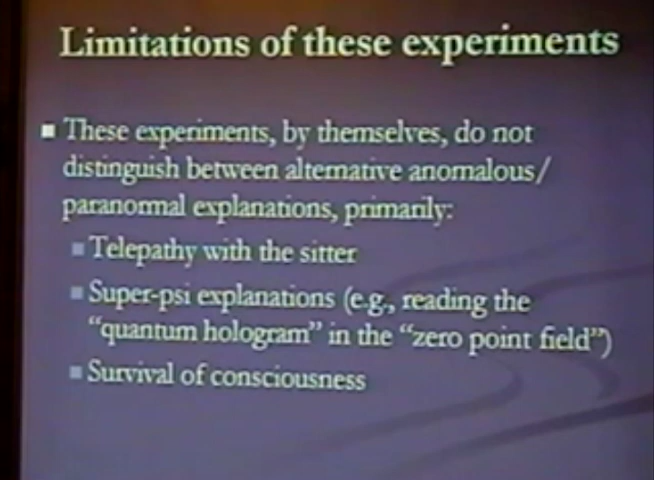 Limitations of these experiments
These experiments, by themselves, do not
distinguish between alternative anomalous/
paranormal explanations, primarily:
Telepathy with the sitter
Super-psi explanations (e.g., reading the
"quantum hologram" in the "zero point field")
Survival of consciousness